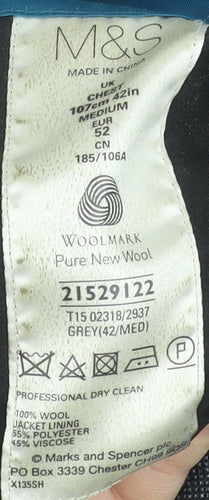 M&S
MADE IN CHINA
UK
CHEST
107cm 42in
MEDIUM
EUR
52
CN
185/106A
WOOLMARK
Pure New Wool
21529122
T15 02318/2937
GREY(42/MED)
P
PROFESSIONAL DRY CLEAN
100% WOOL
JACKET LINING
55% POLYESTER
45% VISCOSE
© Marks and Spencer plc
PO Box 3339 Chester CH99
X135SH